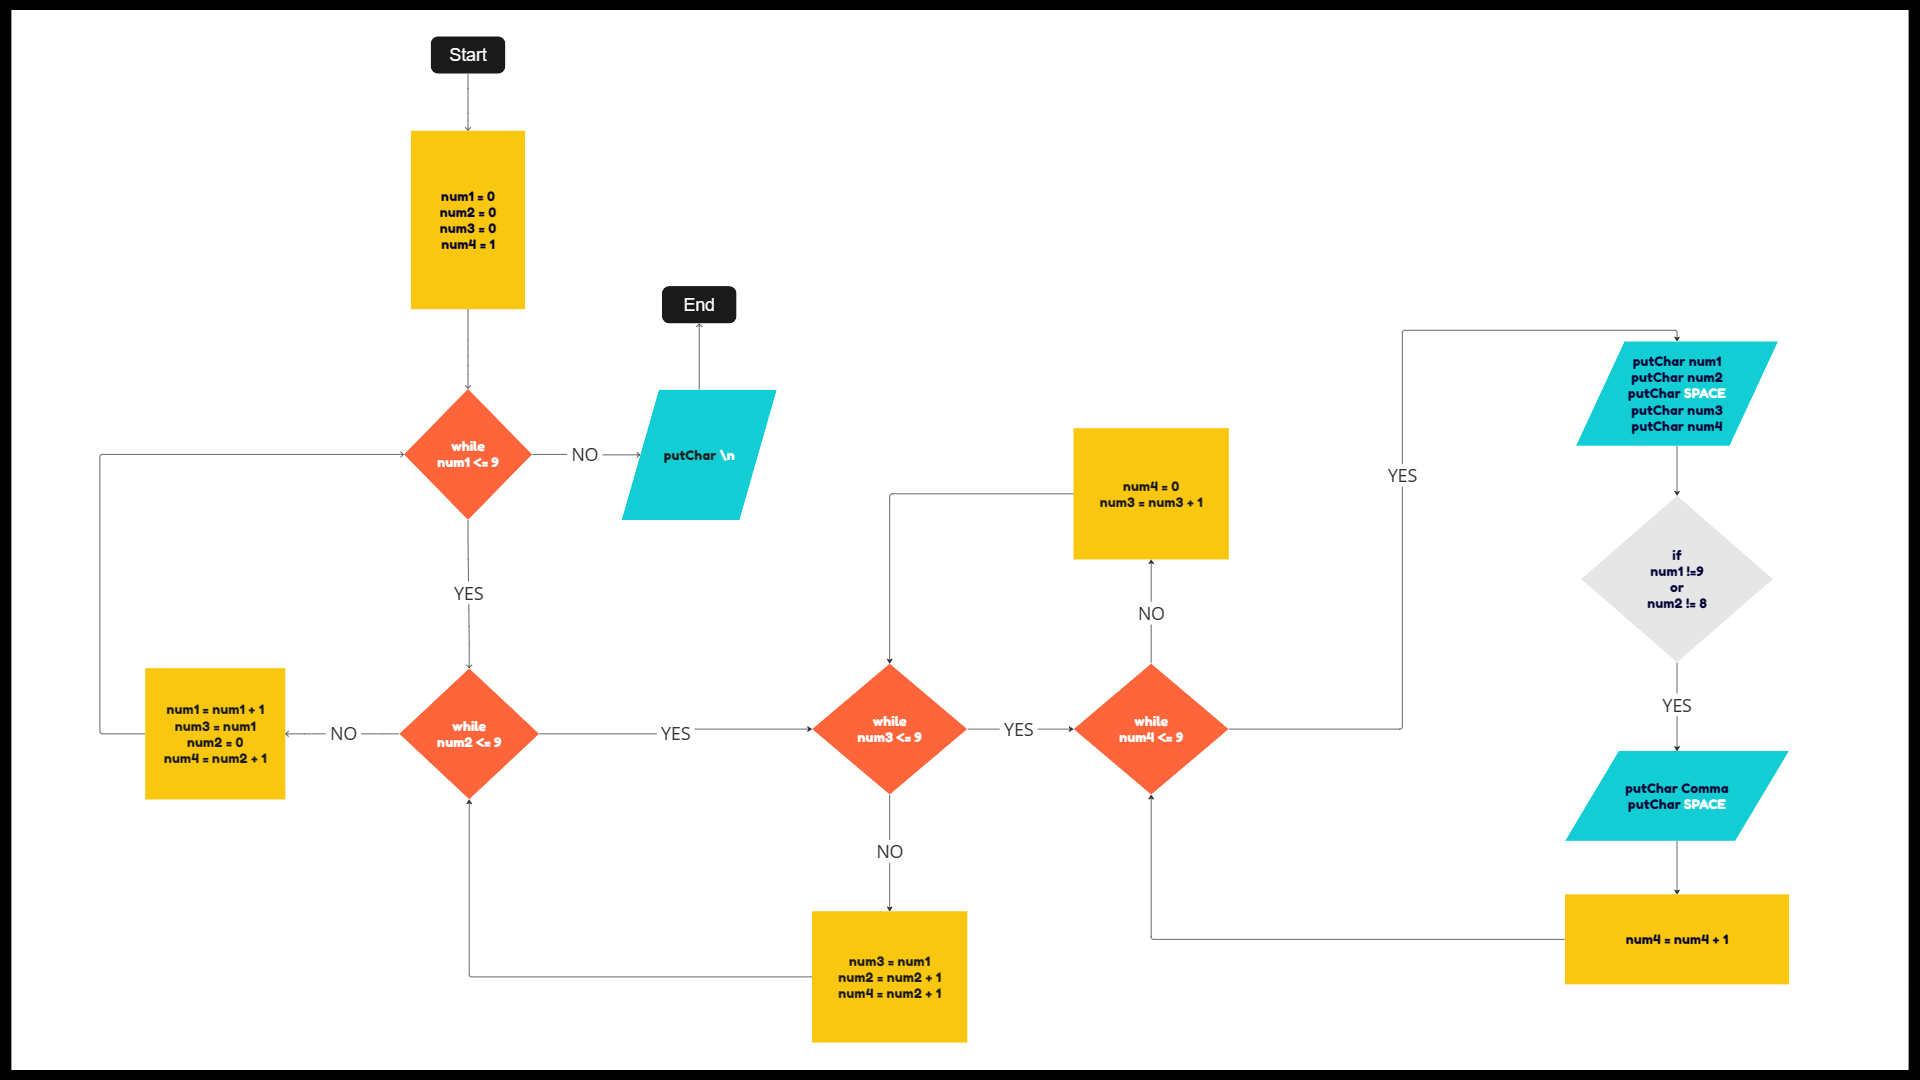 Start
num1 = 0
num2 = 0
num3 = 0
num4 = 1
while
num1 <= 9
NO
putChar \n
End
YES
while
num2 <= 9
NO
num1 = num1 + 1
num3 = num1
num2 = 0
num4 = num2 + 1
YES
while
num3 <= 9
NO
num3 = num1
num2 = num2 + 1
num4 = num2 + 1
YES
while
num4 <= 9
NO
num4 = 0
num3 = num3 + 1
YES
putChar num1
putChar num2
putChar SPACE
putChar num3
putChar num4
if
num1 !=9
or
num2 != 8
YES
putChar Comma
putChar SPACE
num4 = num4 + 1